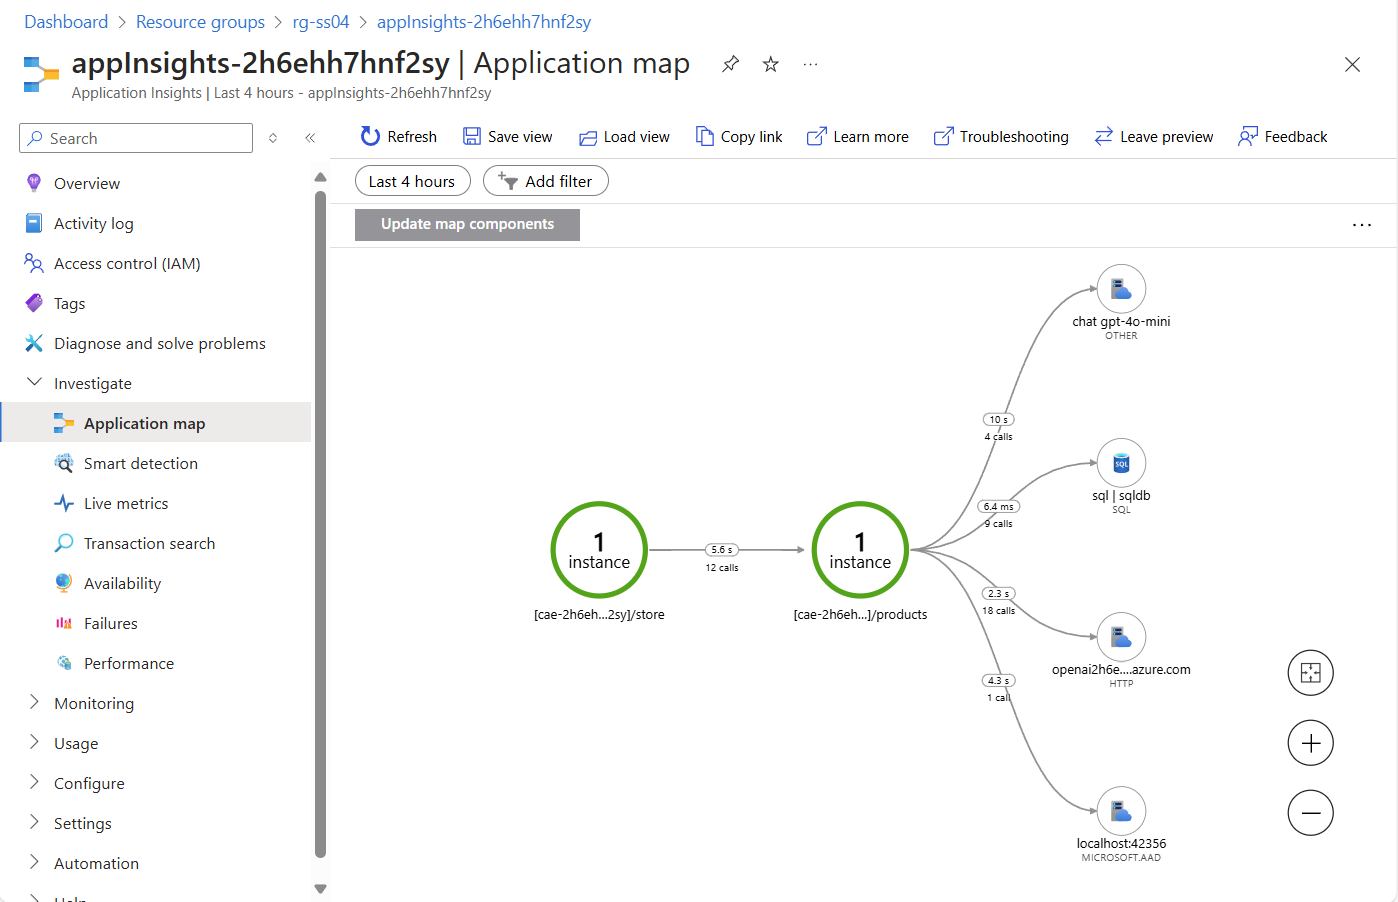 Dashboard > Resource groups > rg-ss04 > appInsights-2h6ehh7hnf2sy
appInsights-2h6ehh7hnf2sy | Application map
Application Insights | Last 4 hours - appInsights-2h6ehh7hnf2sy
Search
Refresh
Save view
Load view
Copy link
Learn more
Troubleshooting
Leave preview
Feedback
Last 4 hours
Add filter
Update map components
Overview
Activity log
Access control (IAM)
Tags
Diagnose and solve problems
Investigate
Application map
Smart detection
Live metrics
Transaction search
Availability
Failures
Performance
Monitoring
Usage
Configure
Settings
Automation
Help
1
instance
[cae-2h6eh...2sy]/store
5.6 s
12 calls
1
instance
[cae-2h6eh...]/products
10 s
4 calls
6.4 ms
9 calls
2.3 s
18 calls
4.3 s
1 call
chat gpt-4o-mini
OTHER
SQL
sql | sqldb
SQL
openai2h6e....azure.com
HTTP
localhost:42356
MICROSOFT.AAD